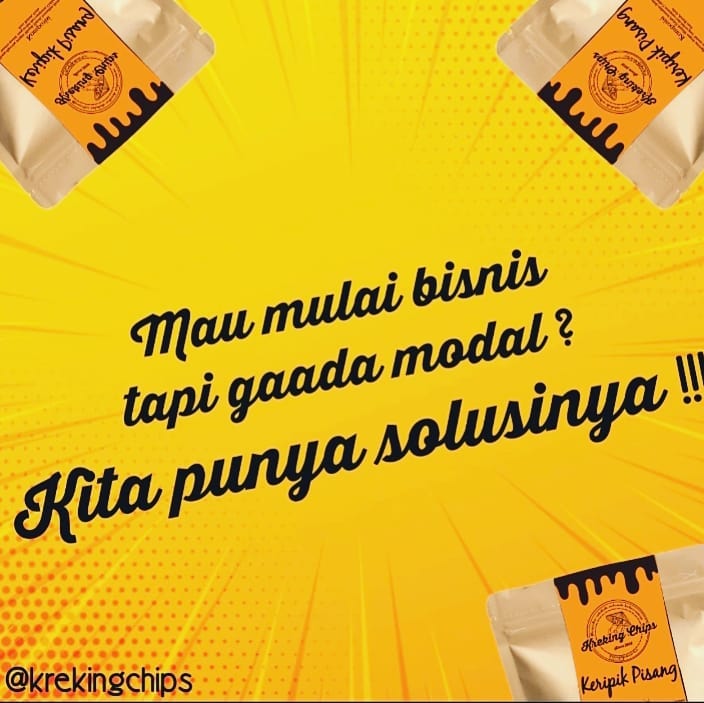 Kreking Chips
Keripik Pisang
Kreking Chips
Keripik Pisang
Mau mulai bisnis
tapi gaada modal ?
Kita punya solusinya !!!
Kreking Chips
Keripik Pisang
@krekingchips